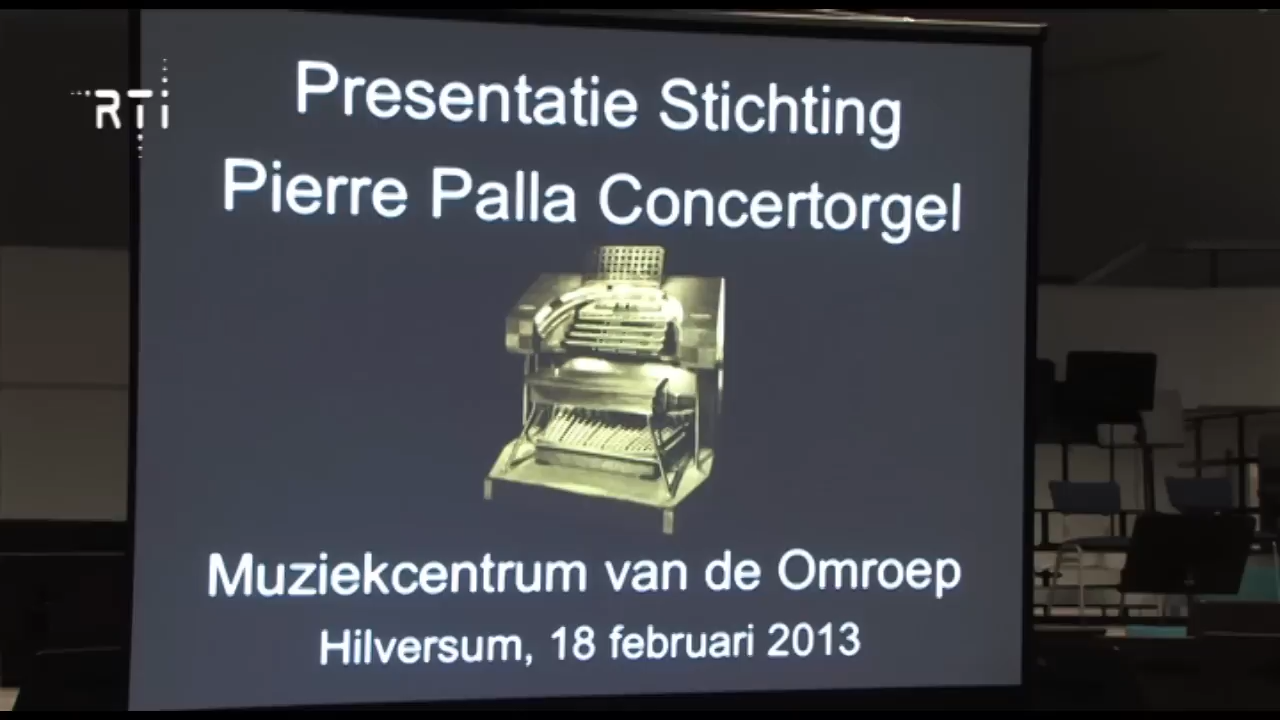 RTi
Presentatie Stichting
Pierre Palla Concertorgel
Muziekcentrum van de Omroep
Hilversum, 18 februari 2013